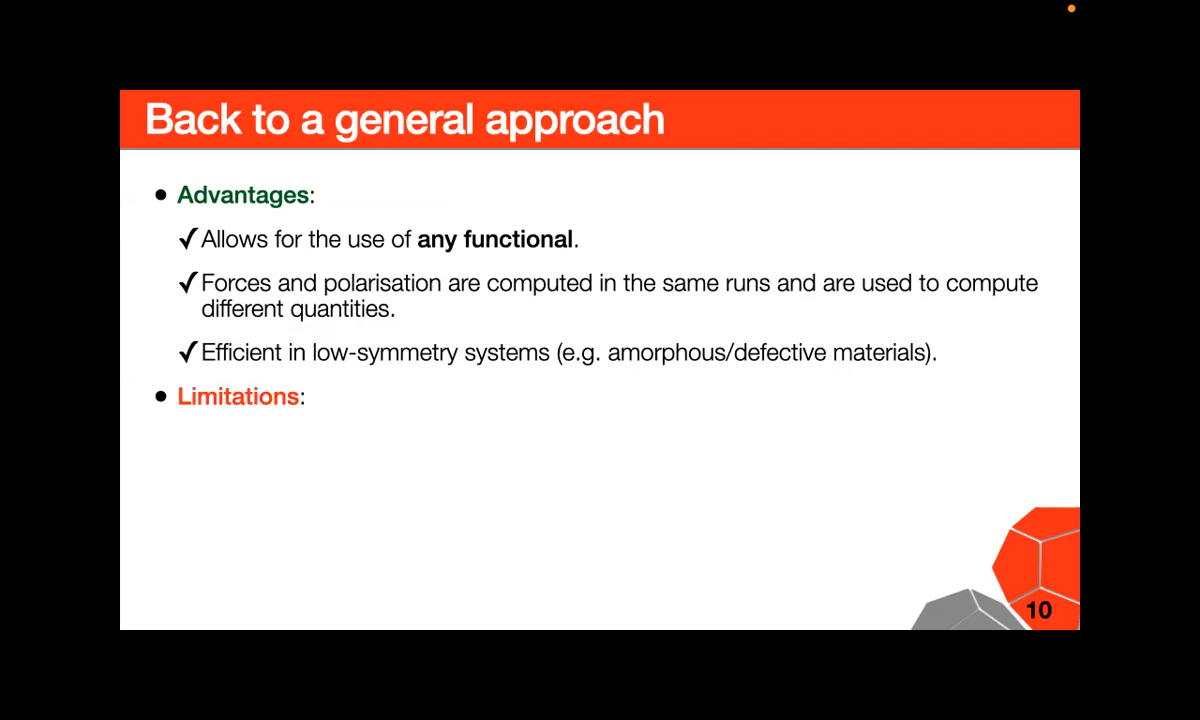 Back to a general approach
• Advantages:
✓Allows for the use of any functional.
✓Forces and polarisation are computed in the same runs and are used to compute
different quantities.
✓Efficient in low-symmetry systems (e.g. amorphous/defective materials).
• Limitations:
10